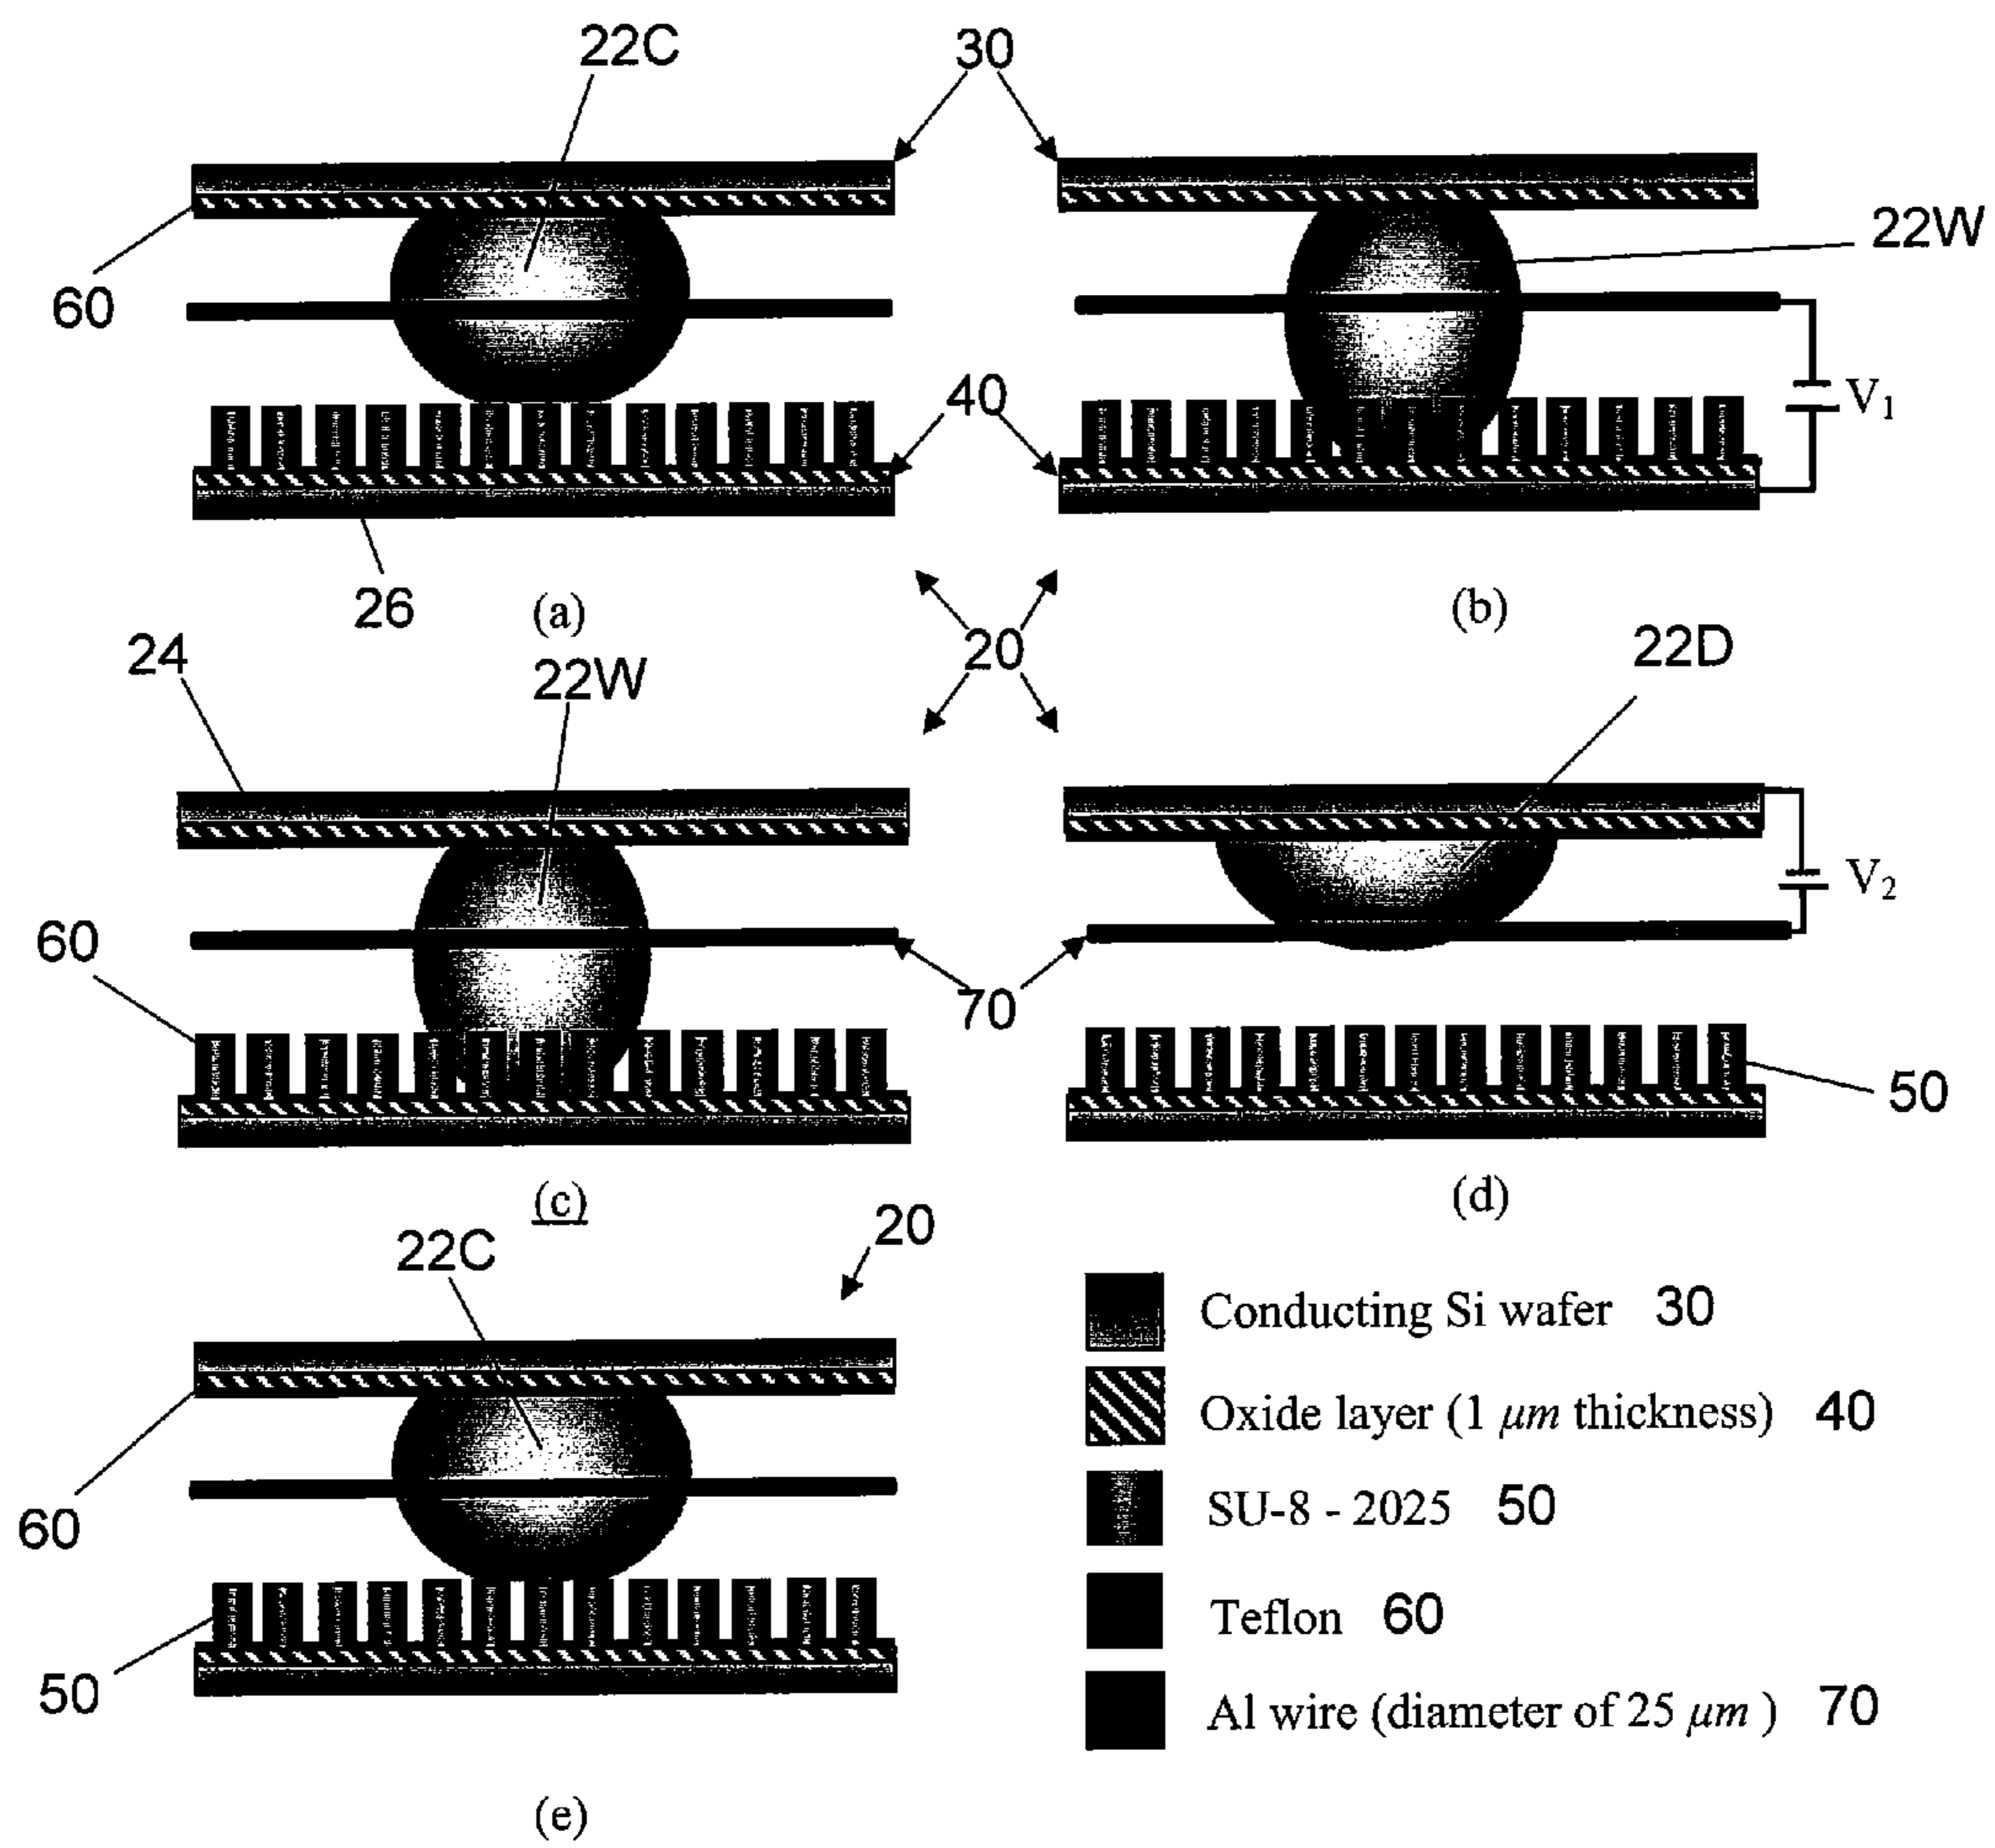 22C
30
60
22W
40
V1
26
(a)
(b)
20
24
22W
22D
60
V2
70
50
(c)
(d)
22C
20
60
50
(e)
Conducting Si wafer 30
Oxide layer (1 μm thickness) 40
SU-8 - 2025 50
Teflon 60
Al wire (diameter of 25 μm ) 70